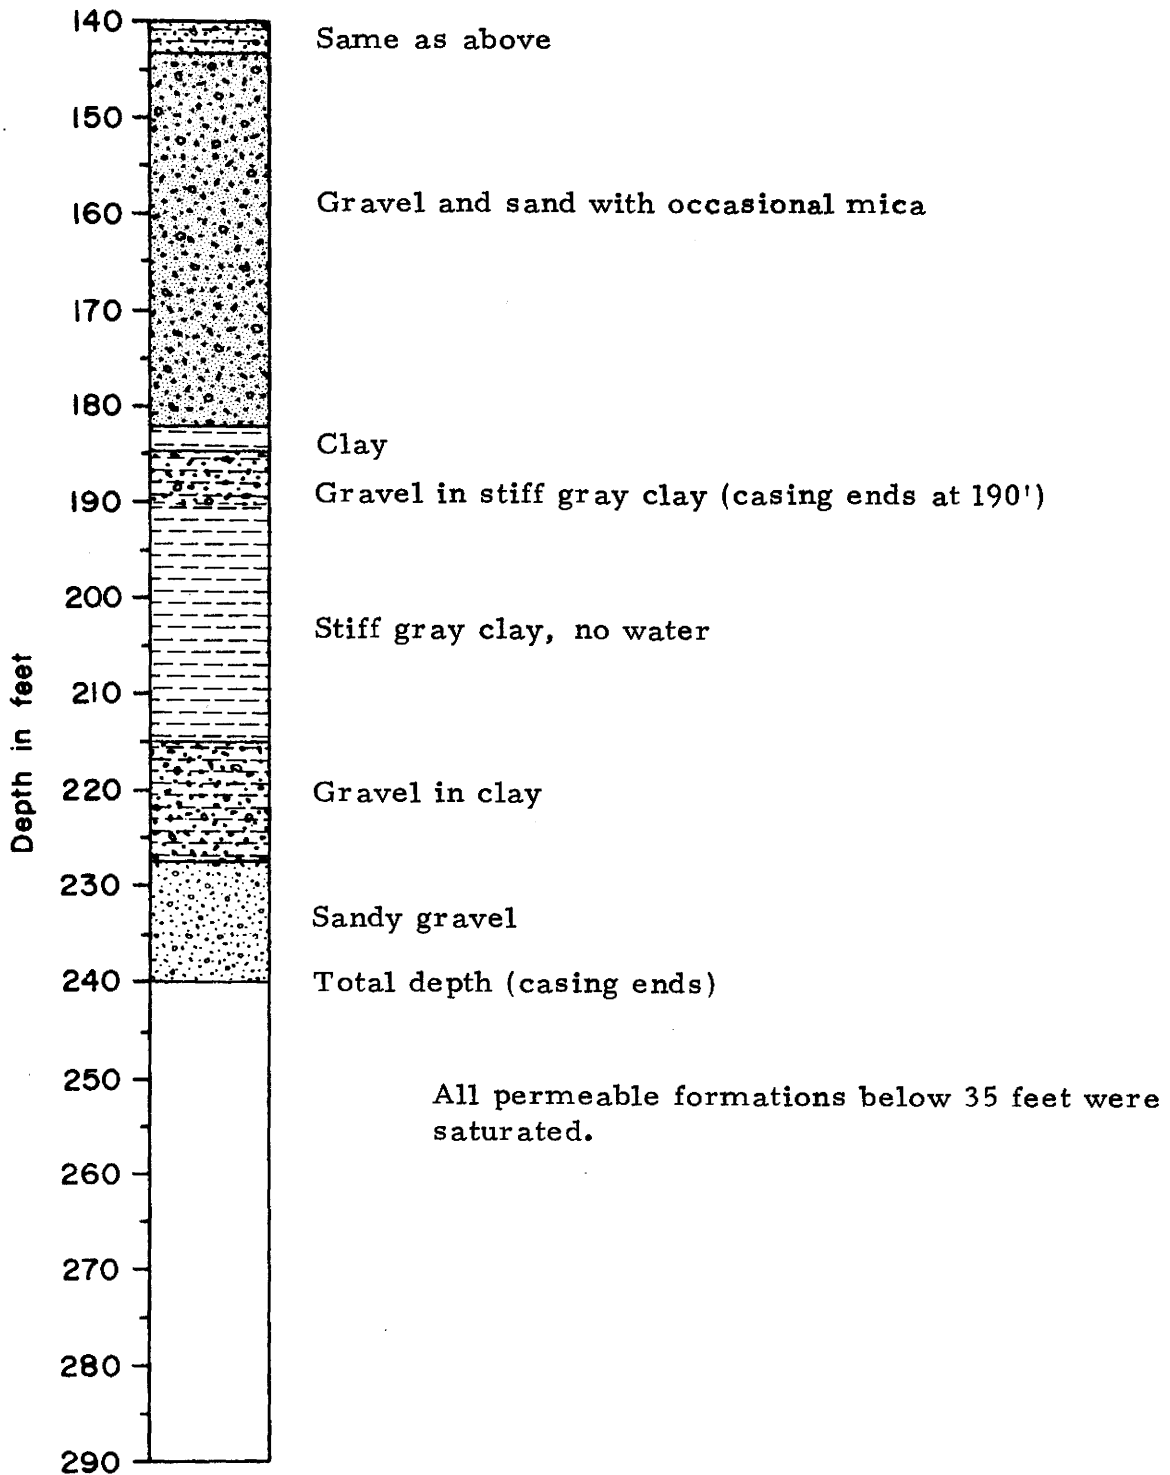 140
Same as above
150
160
Gravel and sand with occasional mica
170
180
Clay
190
Gravel in stiff gray clay (casing ends at 190')
200
Stiff gray clay, no water
210
Depth in feet
220
Gravel in clay
230
Sandy gravel
240
Total depth (casing ends)
250
All permeable formations below 35 feet were
saturated.
260
270
280
290